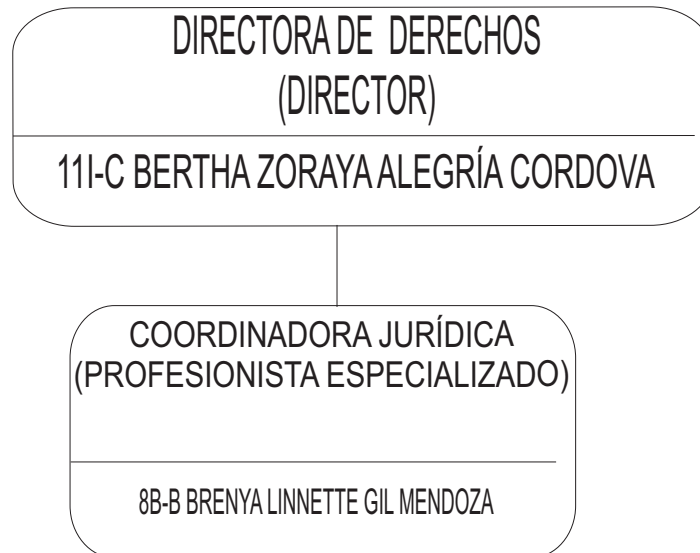 DIRECTORA DE DERECHOS
(DIRECTOR)
11I-C BERTHA ZORAYA ALEGRÍA CORDOVA
COORDINADORA JURÍDICA
(PROFESIONISTA ESPECIALIZADO)
8B-B BRENYA LINNETTE GIL MENDOZA